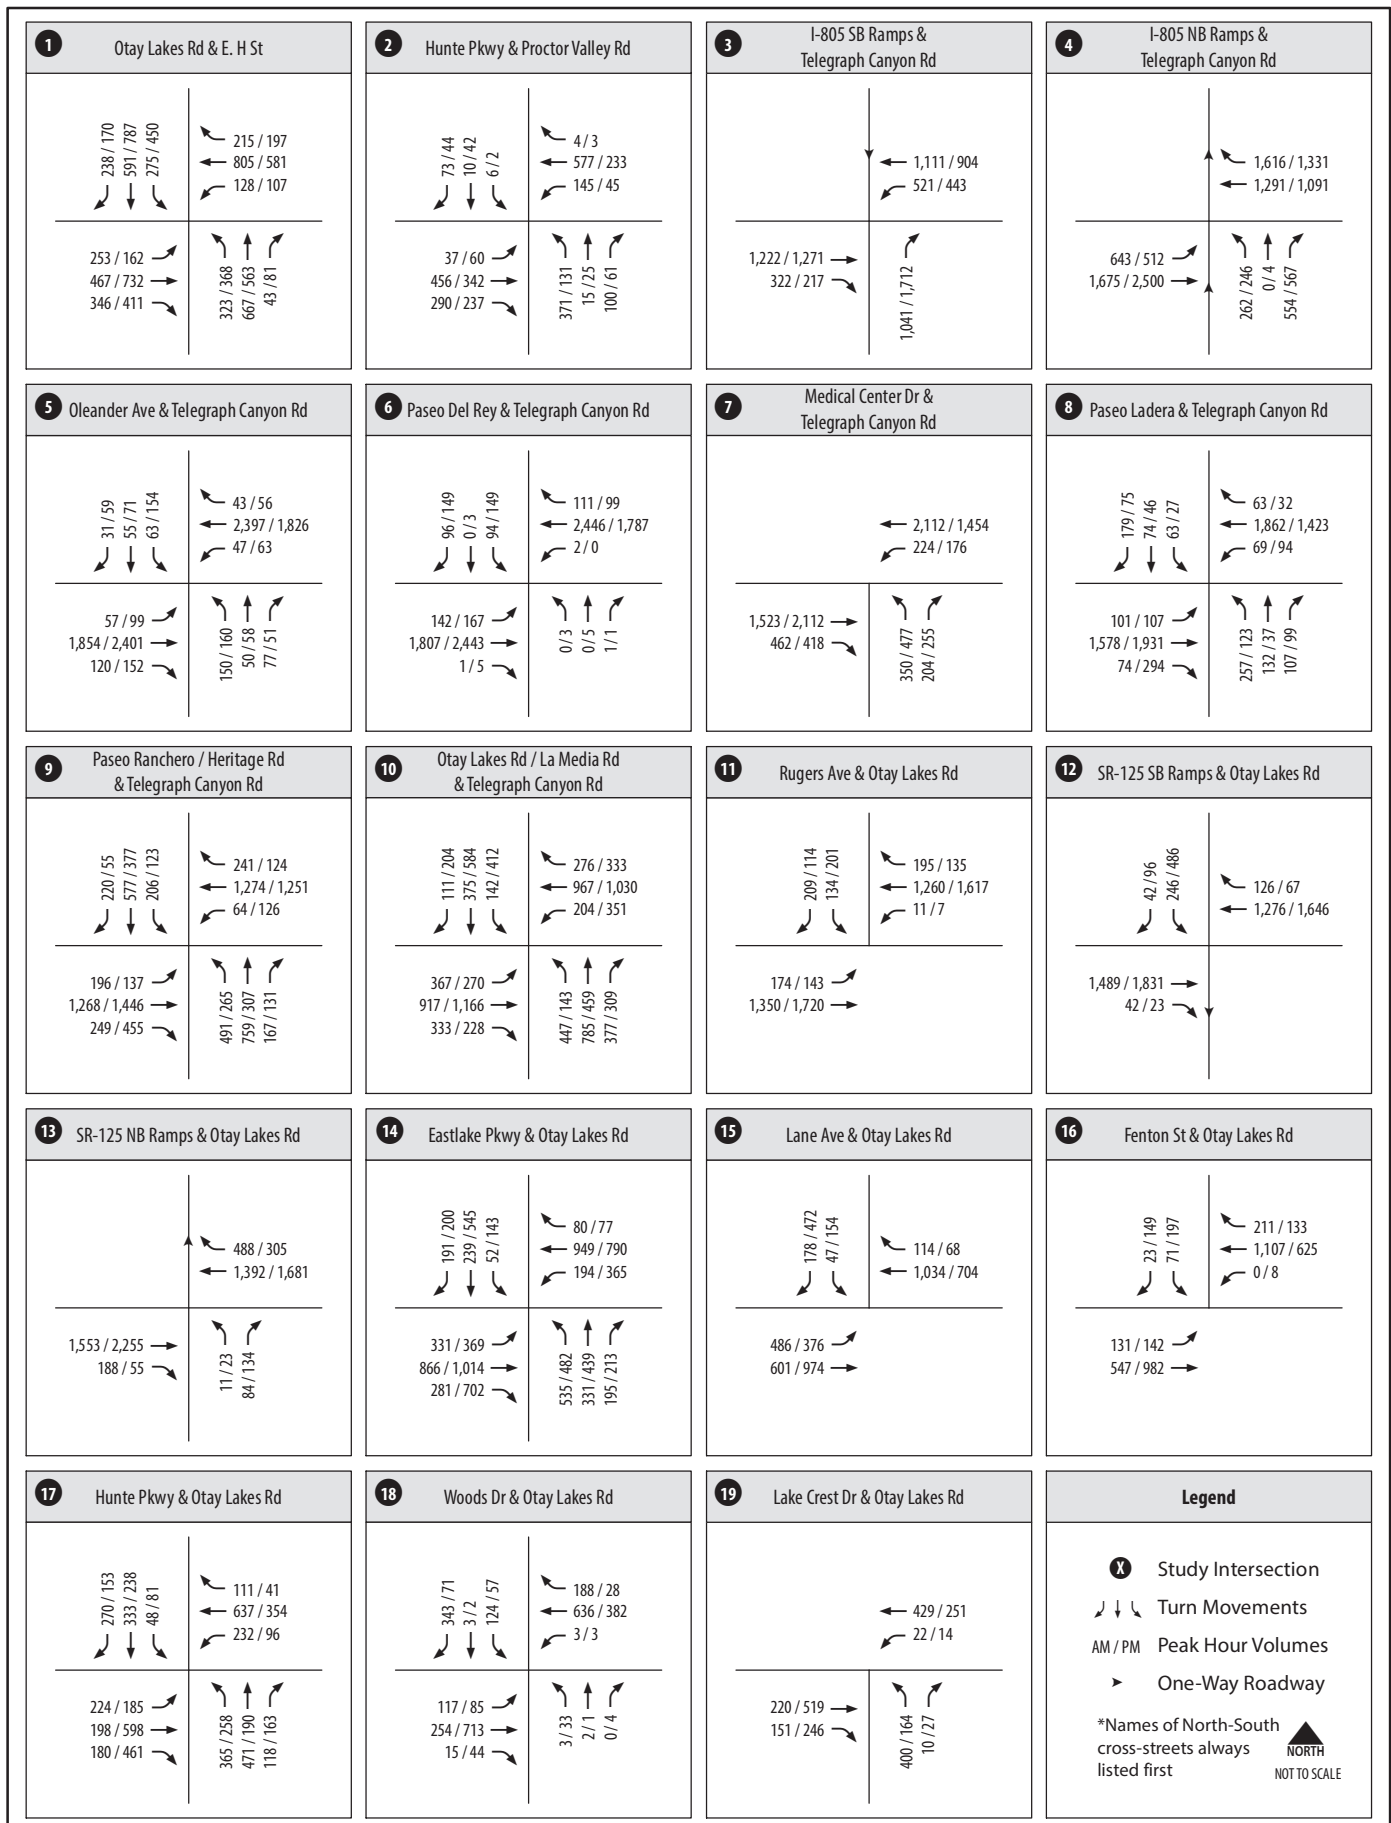 1
Otay Lakes Rd & E. H St
238 / 170
591 / 787
275 / 450
215 / 197
805 / 581
128 / 107
253 / 162
467 / 732
346 / 411
323 / 368
667 / 563
43 / 81
2
Hunte Pkwy & Proctor Valley Rd
73 / 44
10 / 42
6 / 2
4 / 3
577 / 233
145 / 45
37 / 60
456 / 342
290 / 237
371 / 131
15 / 25
100 / 61
3
I-805 SB Ramps &
Telegraph Canyon Rd
1,111 / 904
521 / 443
1,222 / 1,271
322 / 217
1,041 / 1,712
4
I-805 NB Ramps &
Telegraph Canyon Rd
1,616 / 1,331
1,291 / 1,091
643 / 512
1,675 / 2,500
262 / 246
0 / 4
554 / 567
5
Oleander Ave & Telegraph Canyon Rd
31 / 59
55 / 71
63 / 154
43 / 56
2,397 / 1,826
47 / 63
57 / 99
1,854 / 2,401
120 / 152
150 / 160
50 / 58
77 / 51
6
Paseo Del Rey & Telegraph Canyon Rd
96 / 149
0 / 3
94 / 149
111 / 99
2,446 / 1,787
2 / 0
142 / 167
1,807 / 2,443
1 / 5
0 / 3
0 / 5
1 / 1
7
Medical Center Dr &
Telegraph Canyon Rd
2,112 / 1,454
224 / 176
1,523 / 2,112
462 / 418
350 / 477
204 / 255
8
Paseo Ladera & Telegraph Canyon Rd
179 / 75
74 / 46
63 / 27
63 / 32
1,862 / 1,423
69 / 94
101 / 107
1,578 / 1,931
74 / 294
257 / 123
132 / 37
107 / 99
9
Paseo Ranchero / Heritage Rd
& Telegraph Canyon Rd
220 / 55
577 / 377
206 / 123
241 / 124
1,274 / 1,251
64 / 126
196 / 137
1,268 / 1,446
249 / 455
491 / 265
759 / 307
167 / 131
10
Otay Lakes Rd / La Media Rd
& Telegraph Canyon Rd
111 / 204
375 / 584
142 / 412
276 / 333
967 / 1,030
204 / 351
367 / 270
917 / 1,166
333 / 228
447 / 143
785 / 459
377 / 309
11
Rugers Ave & Otay Lakes Rd
209 / 114
134 / 201
195 / 135
1,260 / 1,617
11 / 7
174 / 143
1,350 / 1,720
12
SR-125 SB Ramps & Otay Lakes Rd
42 / 96
246 / 486
126 / 67
1,276 / 1,646
1,489 / 1,831
42 / 23
13
SR-125 NB Ramps & Otay Lakes Rd
488 / 305
1,392 / 1,681
1,553 / 2,255
188 / 55
11 / 23
84 / 134
14
Eastlake Pkwy & Otay Lakes Rd
191 / 200
239 / 545
52 / 143
80 / 77
949 / 790
194 / 365
331 / 369
866 / 1,014
281 / 702
535 / 482
331 / 439
195 / 213
15
Lane Ave & Otay Lakes Rd
178 / 472
47 / 154
114 / 68
1,034 / 704
486 / 376
601 / 974
16
Fenton St & Otay Lakes Rd
23 / 149
71 / 197
211 / 133
1,107 / 625
0 / 8
131 / 142
547 / 982
17
Hunte Pkwy & Otay Lakes Rd
270 / 153
333 / 238
48 / 81
111 / 41
637 / 354
232 / 96
224 / 185
198 / 598
180 / 461
365 / 258
471 / 190
118 / 163
18
Woods Dr & Otay Lakes Rd
343 / 71
3 / 2
124 / 57
188 / 28
636 / 382
3 / 3
117 / 85
254 / 713
15 / 44
3 / 33
2 / 1
0 / 4
19
Lake Crest Dr & Otay Lakes Rd
429 / 251
22 / 14
220 / 519
151 / 246
400 / 164
10 / 27
Legend
X Study Intersection
Turn Movements
AM / PM Peak Hour Volumes
One-Way Roadway
*Names of North-South
cross-streets always
listed first
NORTH
NOT TO SCALE